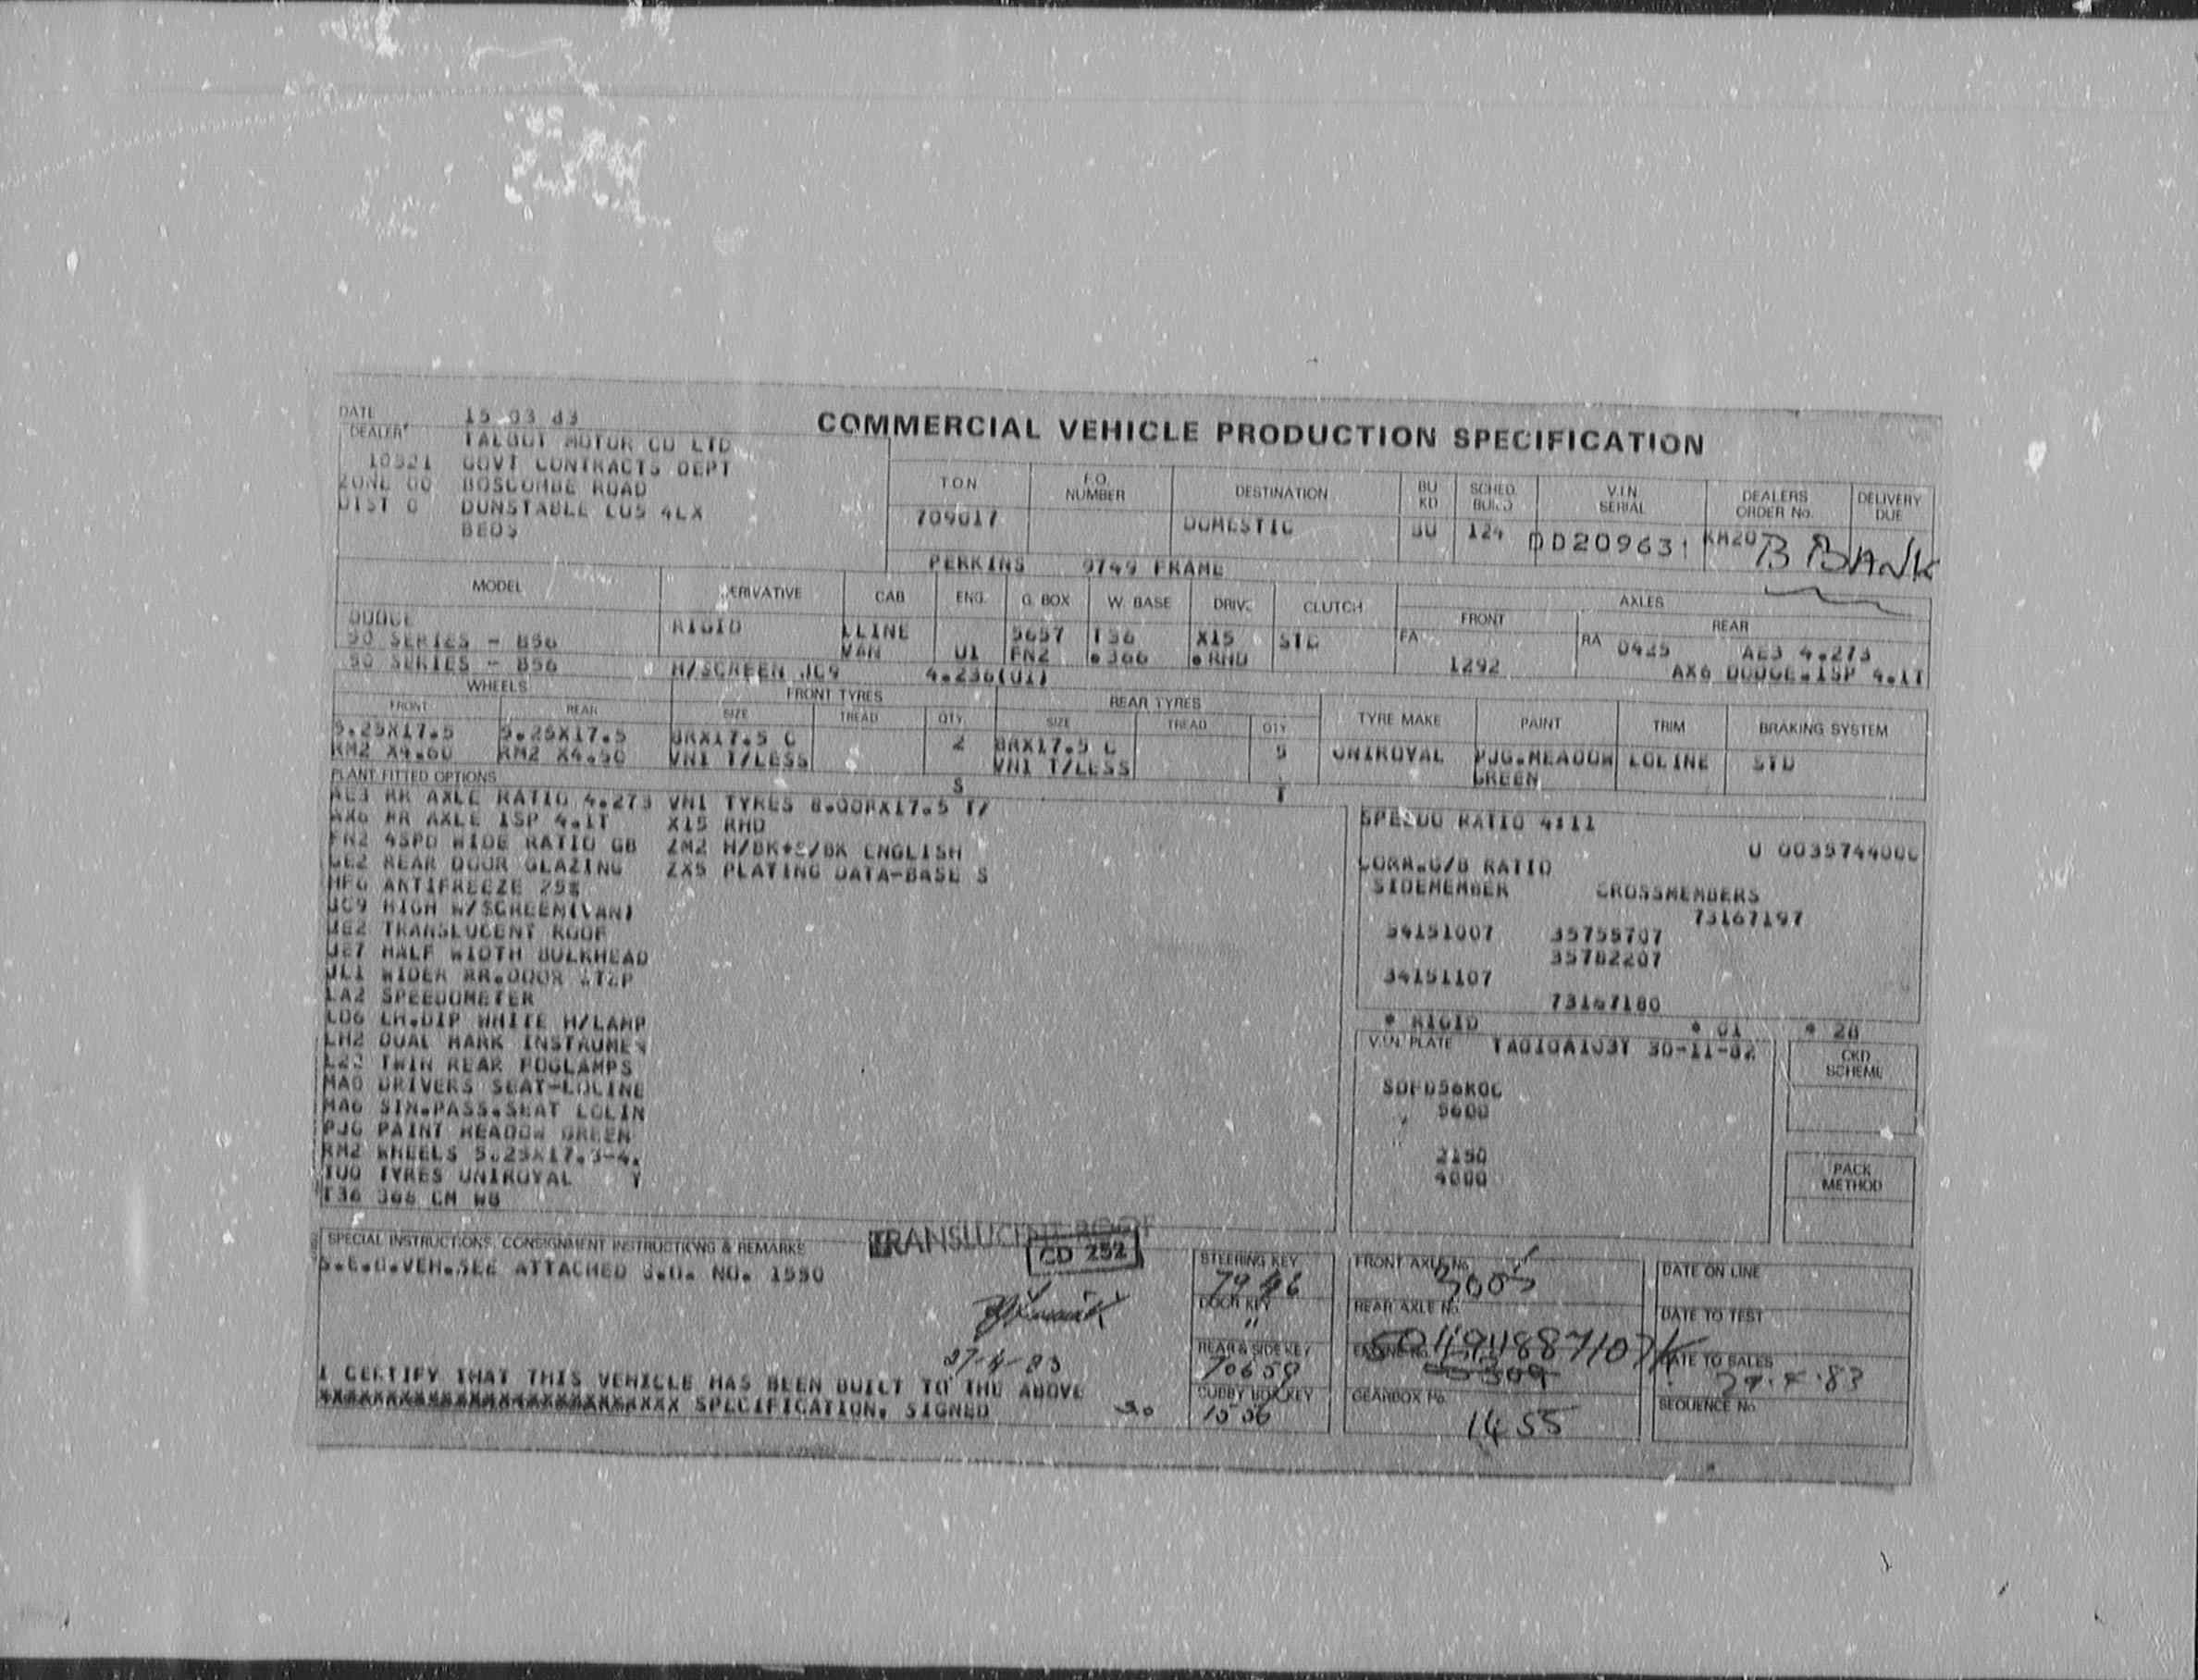 COMMERCIAL VEHICLE PRODUCTION SPECIFICATION
DATE 15 03 83
DEALER TALBOT MOTOR CO LTD
10321 GOVT CONTRACTS DEPT
ZONE 00 BOSCOMBE ROAD
DIST 0 DUNSTABLE LU5 4LX
BEDS
T.O.N. F.O. NUMBER DESTINATION BU KD SCHED. BUILD V.I.N. SERIAL DEALERS ORDER No. DELIVERY DUE
709017 DOMESTIC BU 124 DD209631 KM20 B BANK
PERKINS 9749 FRAME
MODEL DERIVATIVE CAB ENG. G. BOX W. BASE DRIVE CLUTCH AXLES
FRONT REAR
DODGE RIGID LLINE 5657 T36 X15 STD FA RA 0425 AE3 4.273
50 SERIES - B56 VAN U1 FN2 .366 .RHD 1292 AX6 DODGE.1SP 4.1T
50 SERIES - B56 H/SCREEN JC9 4.236(U1)
WHEELS FRONT TYRES REAR TYRES TYRE MAKE PAINT TRIM BRAKING SYSTEM
FRONT REAR SIZE TREAD QTY. SIZE TREAD QTY
5.25X17.5 5.25X17.5 8RX17.5 C 2 8RX17.5 C 5 UNIROYAL PJG.MEADOW LOLINE STD
RM2 X4.60 RM2 X4.50 VN1 T/LESS VN1 T/LESS GREEN
PLANT FITTED OPTIONS S T
AE3 RR AXLE RATIO 4.273 VN1 TYRES 8.00RX17.5 T/
AX6 RR AXLE 1SP 4.1T X15 RHD
FN2 4SPD WIDE RATIO GB ZM2 H/BK+S/BK ENGLISH
GE2 REAR DOOR GLAZING ZX5 PLATING DATA-BASE S
HF6 ANTIFREEZE 25%
JC9 HIGH W/SCREEN(VAN)
JE2 TRANSLUCENT ROOF
JE7 HALF WIDTH BULKHEAD
JL1 WIDER RR.DOOR STEP
LA2 SPEEDOMETER
LD6 LH.DIP WHITE H/LAMP
LH2 DUAL MARK INSTRUMEN
TWIN REAR FOGLAMPS
MA0 DRIVERS SEAT-LOLINE
MA6 SIN.PASS.SEAT LOLIN
PJG PAINT MEADOW GREEN
RM2 WHEELS 5.25X17.5-4.
TU0 TYRES UNIROYAL Y
T36 366 CM WB
SPEEDO RATIO 4:11
U 0035744000
CORR.G/B RATIO
SIDEMEMBER CROSSMEMBERS
73167197
34151007 35755707
35782207
34151107
73167180
* RIGID * 01 * 20
V.I.N. PLATE TA010A103T 30-11-82
CKD SCHEME
5600
2150
4000
PACK METHOD
SPECIAL INSTRUCTIONS, CONSIGNMENT INSTRUCTIONS & REMARKS
TRANSLUCENT ROOF
CD 252
S.E.O.VEH.SEE ATTACHED S.O. NO. 1550
27-4-83
I CERTIFY THAT THIS VEHICLE HAS BEEN BUILT TO THE ABOVE
SPECIFICATION. SIGNED
STEERING KEY
DOOR KEY
"
REAR & SIDE KEY
70659
CUBBY BOX KEY
1556
FRONT AXLE No.
3005
REAR AXLE No.
ENGINE No.
GEARBOX No.
1455
DATE ON LINE
DATE TO TEST
DATE TO SALES
29.4.83
SEQUENCE No.